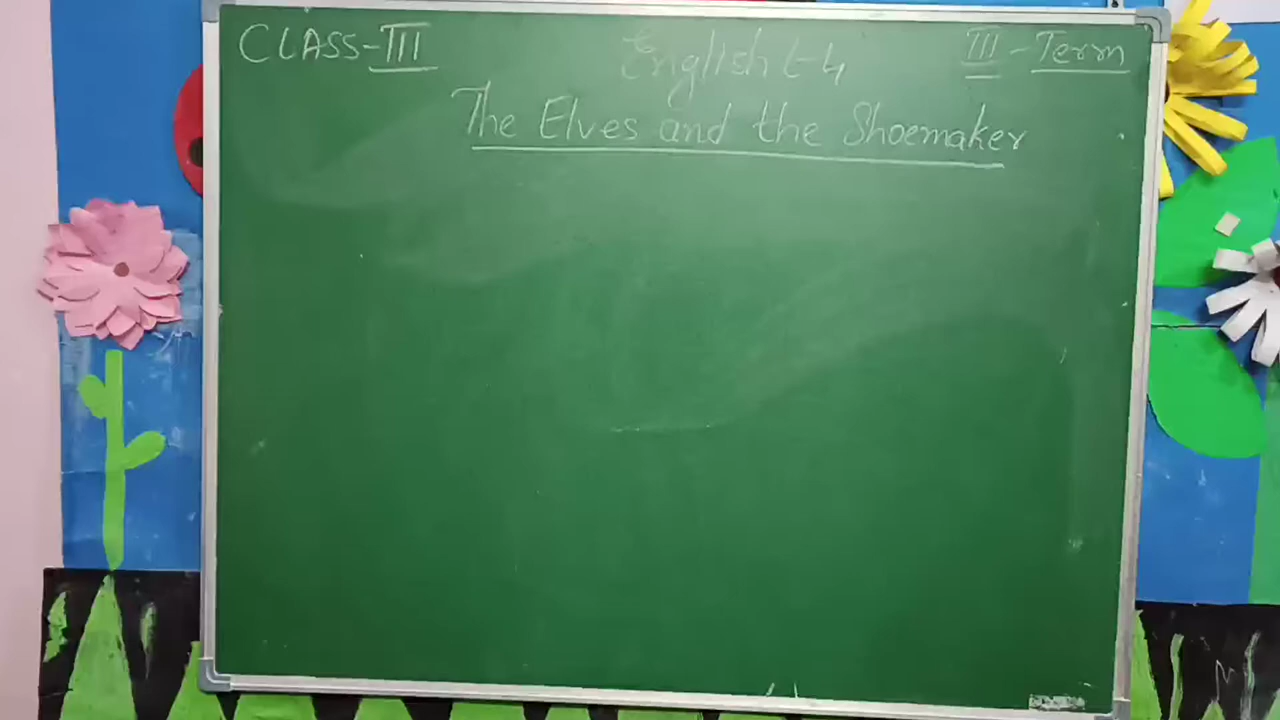 CLASS-III English L-4 III - Term
The Elves and the Shoemaker